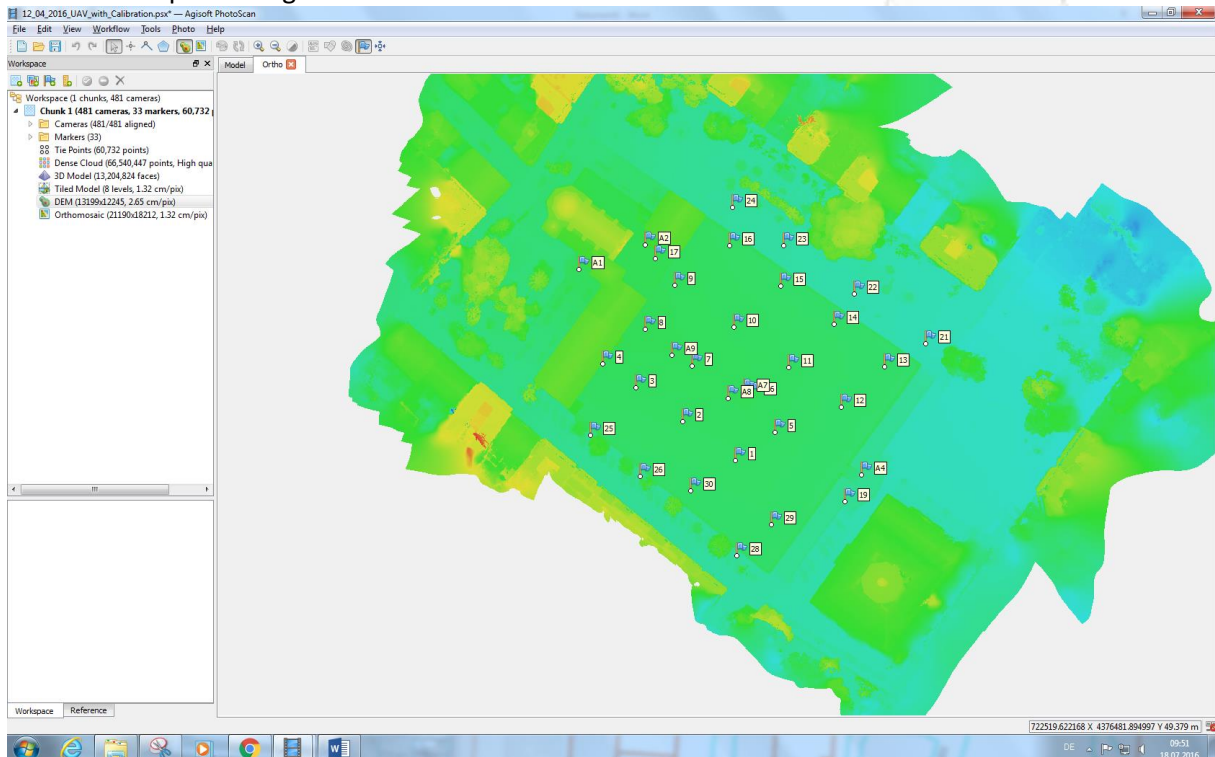 12_04_2016_UAV_with_Calibration.psx* — Agisoft PhotoScan
File Edit View Workflow Tools Photo Help
Workspace
Model Ortho
Workspace (1 chunks, 481 cameras)
Chunk 1 (481 cameras, 33 markers, 60,732
Cameras (481/481 aligned)
Markers (33)
Tie Points (60,732 points)
Dense Cloud (66,540,447 points, High qua
3D Model (13,204,824 faces)
Tiled Model (8 levels, 1.32 cm/pix)
DEM (13199x12245, 2.65 cm/pix)
Orthomosaic (21190x18212, 1.32 cm/pix)
24
A2 16 23
17
A1
9 15
22
14
8 10
21
A9
4 7 11 13
3
A7
A8 6
12
2
25 5
1
26 A4
30
19
29
28
Workspace Reference
722519.622168 X 4376481.894997 Y 49.379 m
DE 09:51
18.07.2016